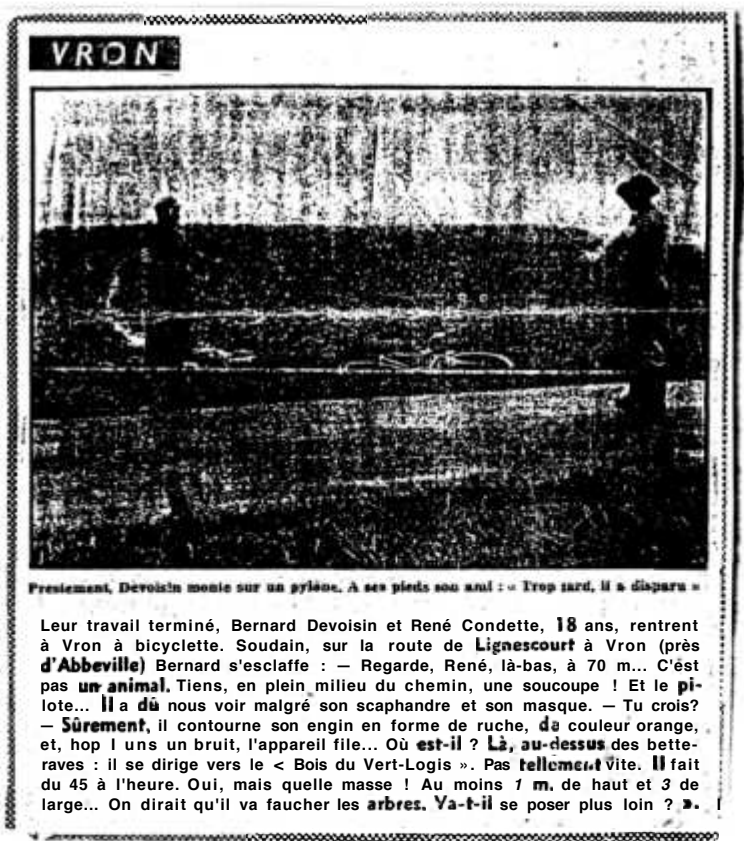 VRON
Prestement, Devoisin monte sur un pylône. A ses pieds son ami : « Trop tard, il a disparu »
Leur travail terminé, Bernard Devoisin et René Condette, 18 ans, rentrent
à Vron à bicyclette. Soudain, sur la route de Lignescourt à Vron (près
d'Abbeville) Bernard s'esclaffe : — Regarde, René, là-bas, à 70 m... C'ést
pas un animal. Tiens, en plein milieu du chemin, une soucoupe ! Et le pi-
lote... Il a dû nous voir malgré son scaphandre et son masque. — Tu crois?
— Sûrement, il contourne son engin en forme de ruche, da couleur orange,
et, hop I uns un bruit, l'appareil file... Où est-il ? Là, au-dessus des bette-
raves : il se dirige vers le < Bois du Vert-Logis ». Pas tellement vite. Il fait
du 45 à l'heure. Oui, mais quelle masse ! Au moins 1 m. de haut et 3 de
large... On dirait qu'il va faucher les arbres. Ya-t-il se poser plus loin ? ». I